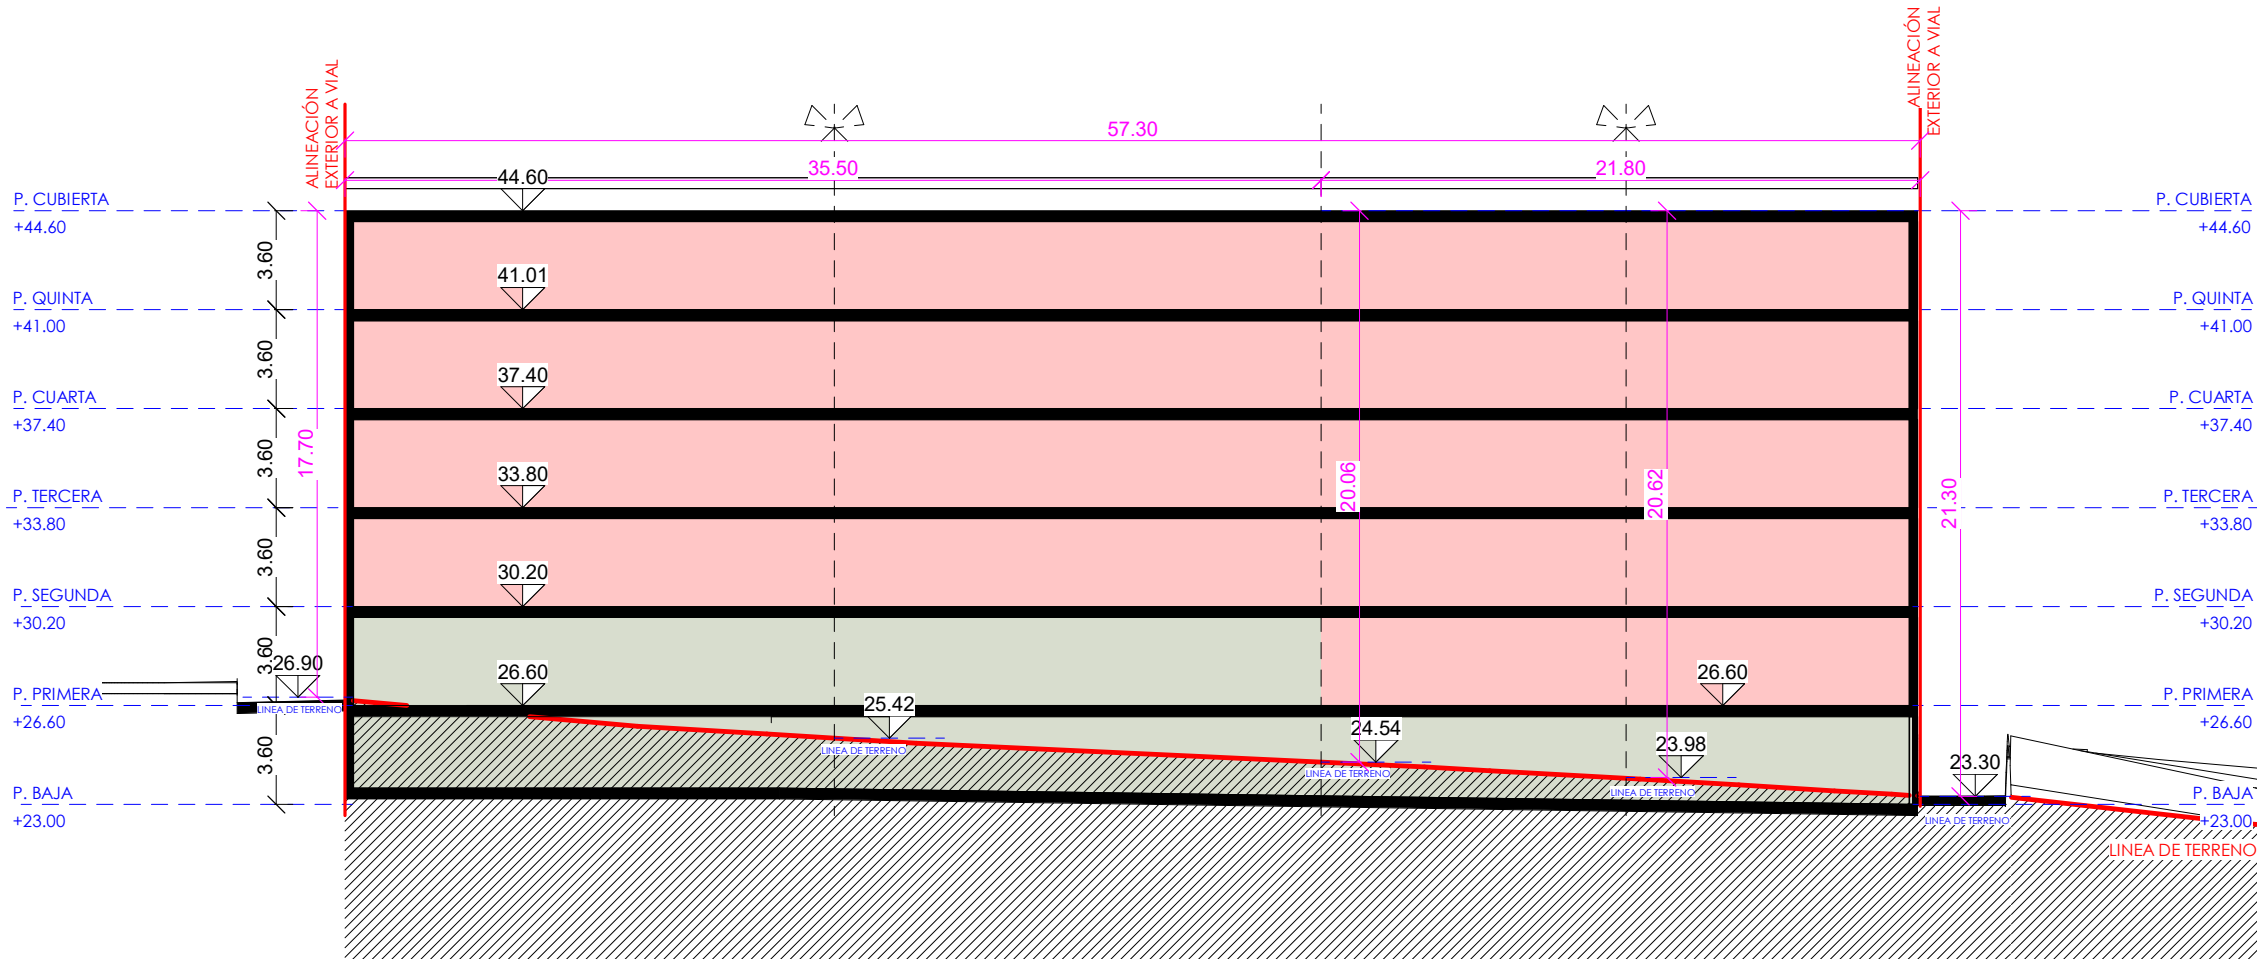 ALINEACIÓN
EXTERIOR A VIAL
ALINEACIÓN
EXTERIOR A VIAL
57.30
35.50
21.80
44.60
P. CUBIERTA
+44.60
P. CUBIERTA
+44.60
3.60
41.01
P. QUINTA
+41.00
P. QUINTA
+41.00
3.60
37.40
P. CUARTA
+37.40
P. CUARTA
+37.40
3.60
17.70
33.80
20.06
20.62
21.30
P. TERCERA
+33.80
P. TERCERA
+33.80
3.60
30.20
P. SEGUNDA
+30.20
P. SEGUNDA
+30.20
3.60
26.90
26.60
26.60
P. PRIMERA
+26.60
LINEA DE TERRENO
P. PRIMERA
+26.60
3.60
25.42
LINEA DE TERRENO
24.54
LINEA DE TERRENO
23.98
LINEA DE TERRENO
23.30
LINEA DE TERRENO
P. BAJA
+23.00
P. BAJA
+23.00
LINEA DE TERRENO